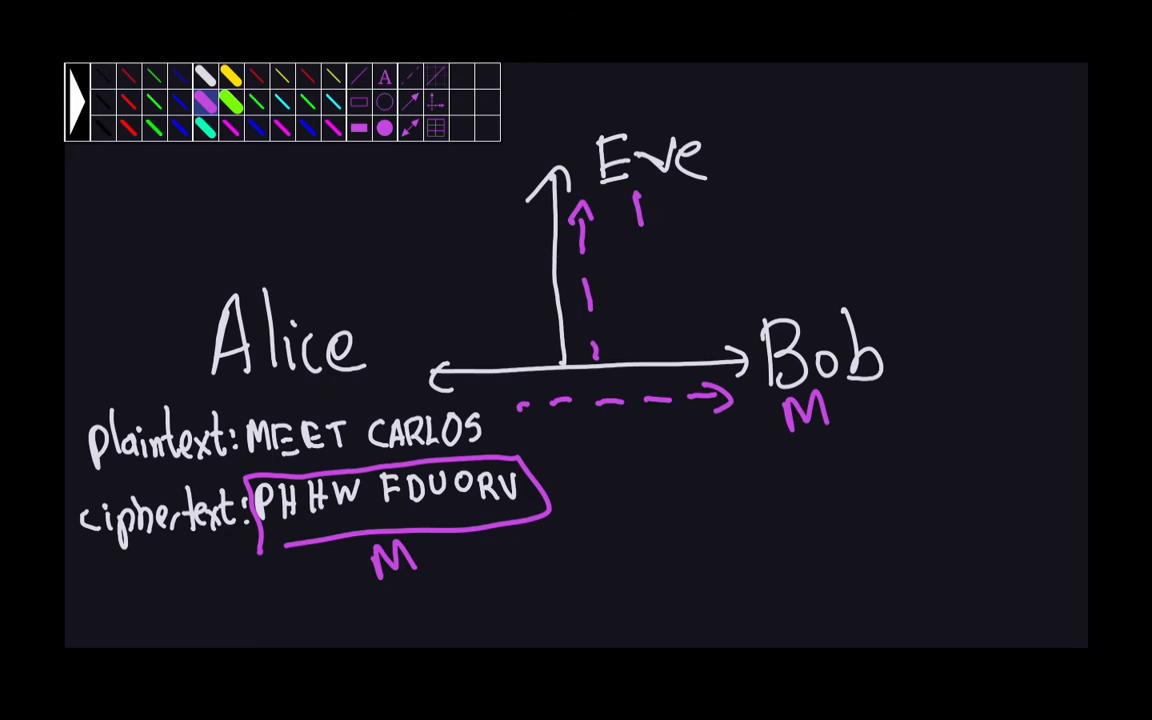 A
Eve
Alice
Bob
M
plaintext: MEET CARLOS
ciphertext: PHHW FDUORV
M